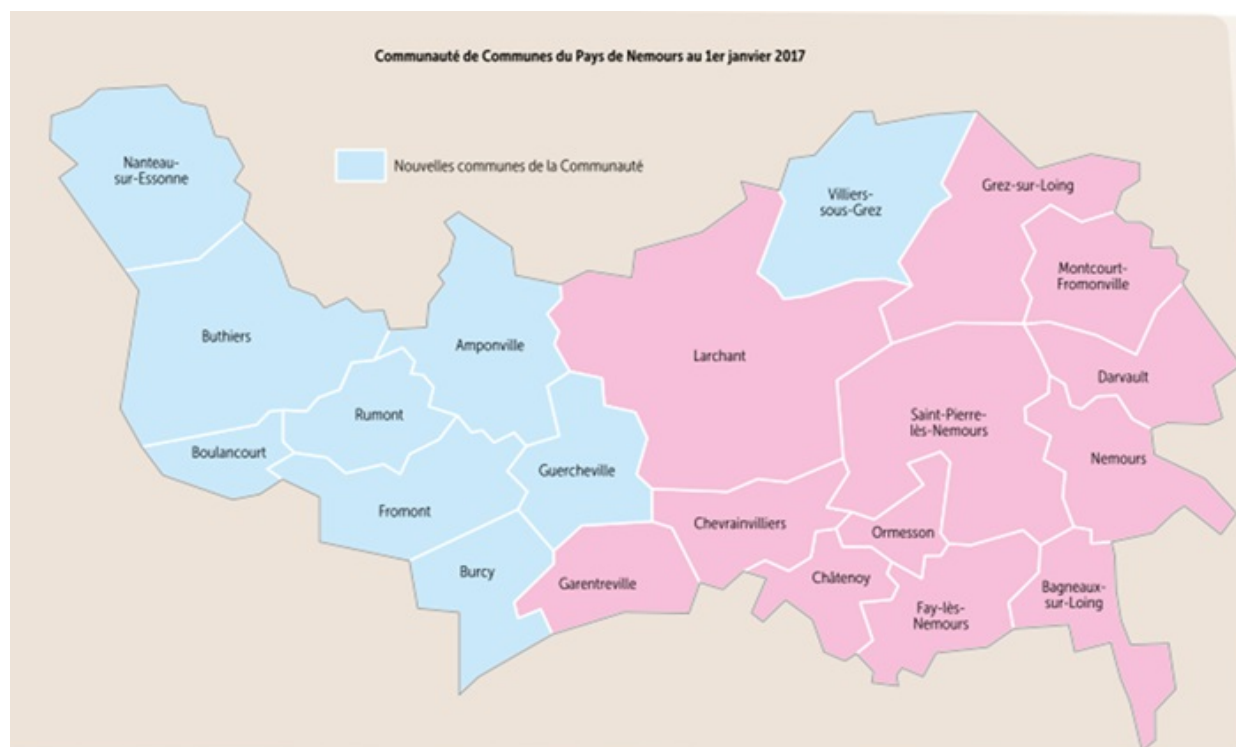 Communauté de Communes du Pays de Nemours au 1er janvier 2017
Nouvelles communes de la Communauté
Nanteau-
sur-Essonne
Villiers-
sous-Grez
Grez-sur-Loing
Montcourt-
Fromonville
Buthiers
Amponville
Larchant
Darvault
Rumont
Saint-Pierre-
lès-Nemours
Boulancourt
Guercheville
Nemours
Fromont
Chevrainvilliers
Ormesson
Burcy
Garentreville
Châtenoy
Bagneaux-
sur-Loing
Fay-lès-
Nemours